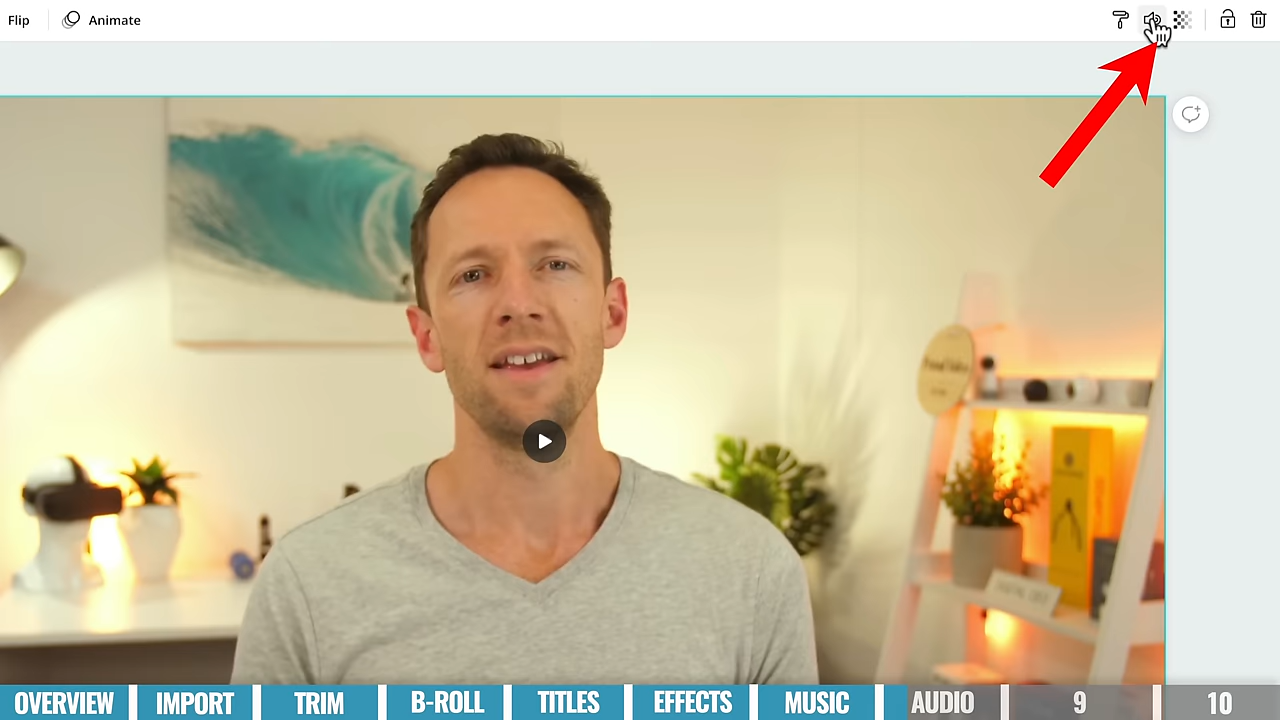 Flip
Animate
OVERVIEW
IMPORT
TRIM
B-ROLL
TITLES
EFFECTS
MUSIC
AUDIO
9
10